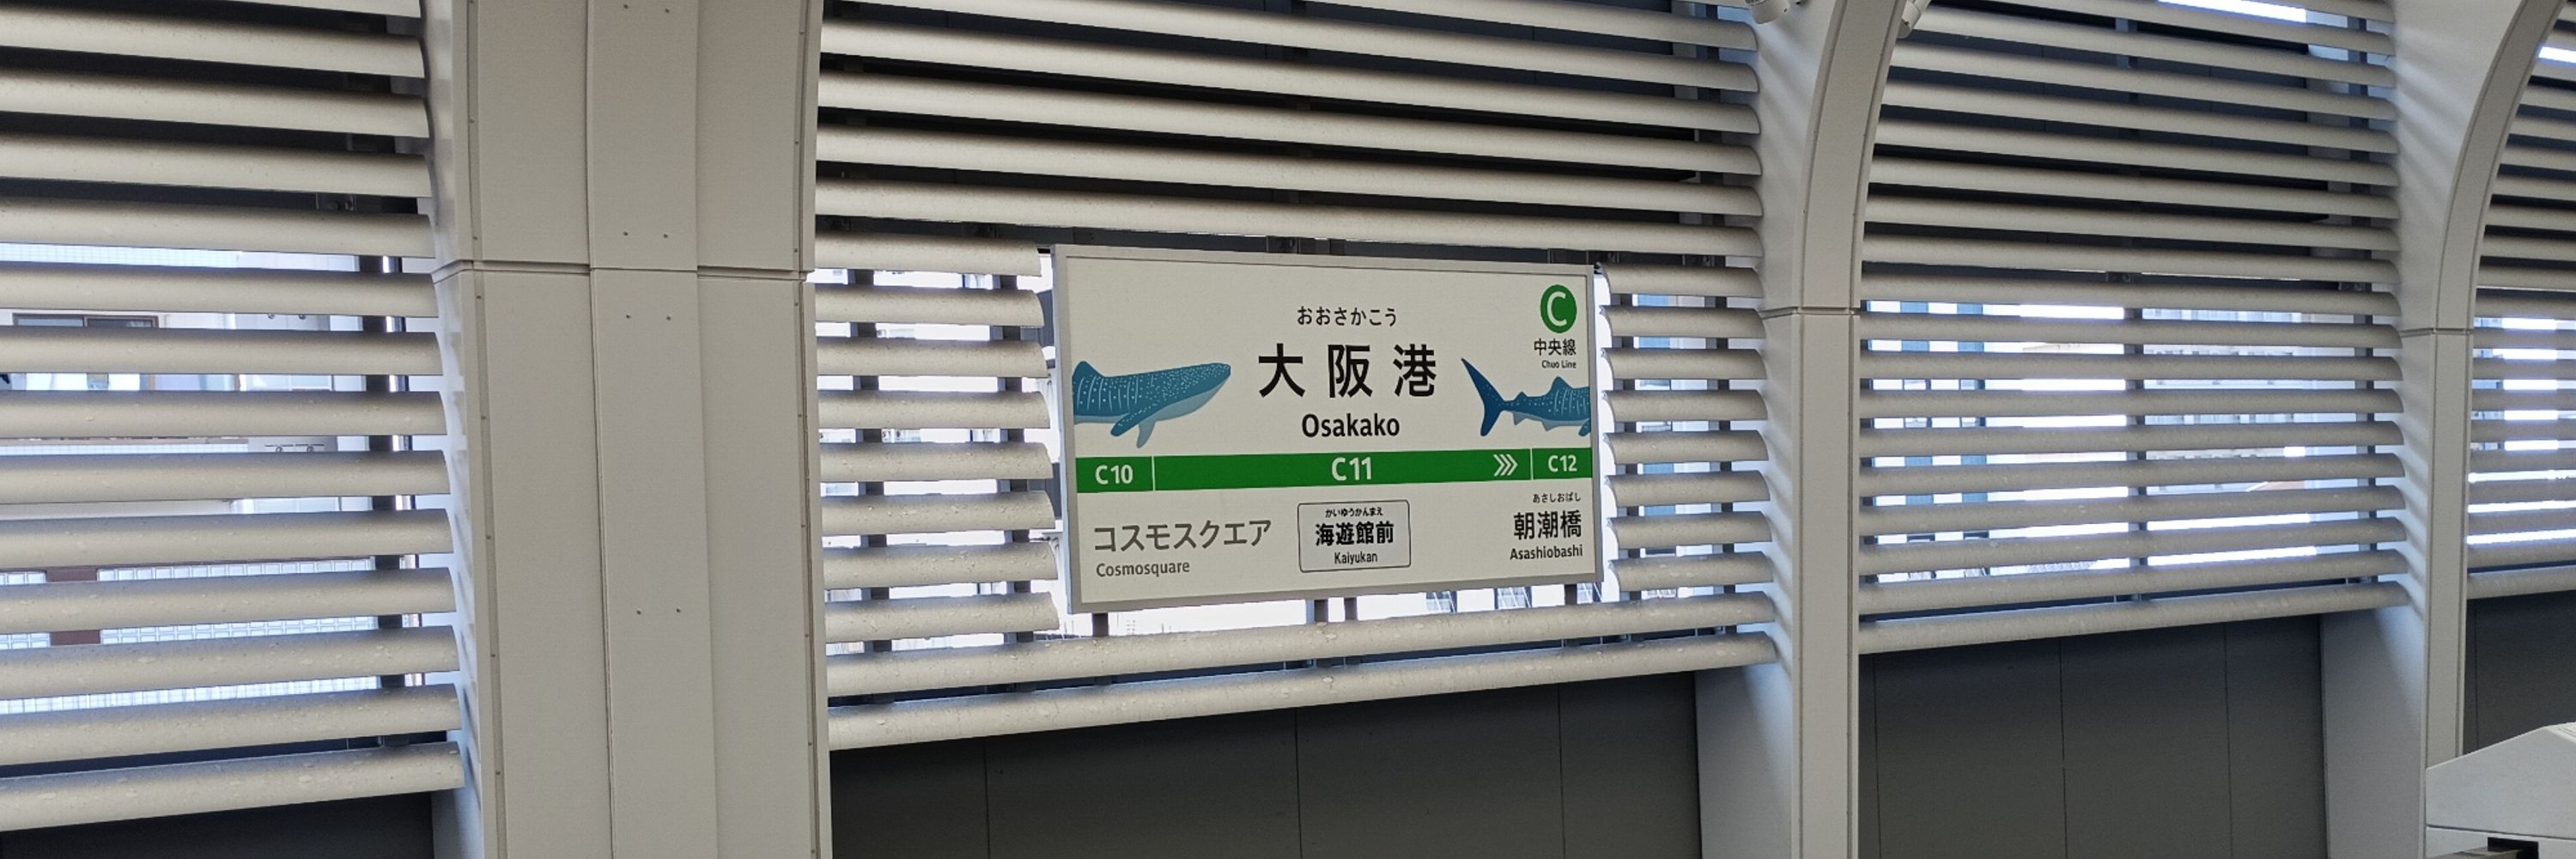 おおさかこう
大阪港
Osakako
C
中央線
Chuo Line
C10
C11
C12
コスモスクエア
Cosmosquare
かいゆうかんまえ
海遊館前
Kaiyukan
あさしおばし
朝潮橋
Asashiobashi